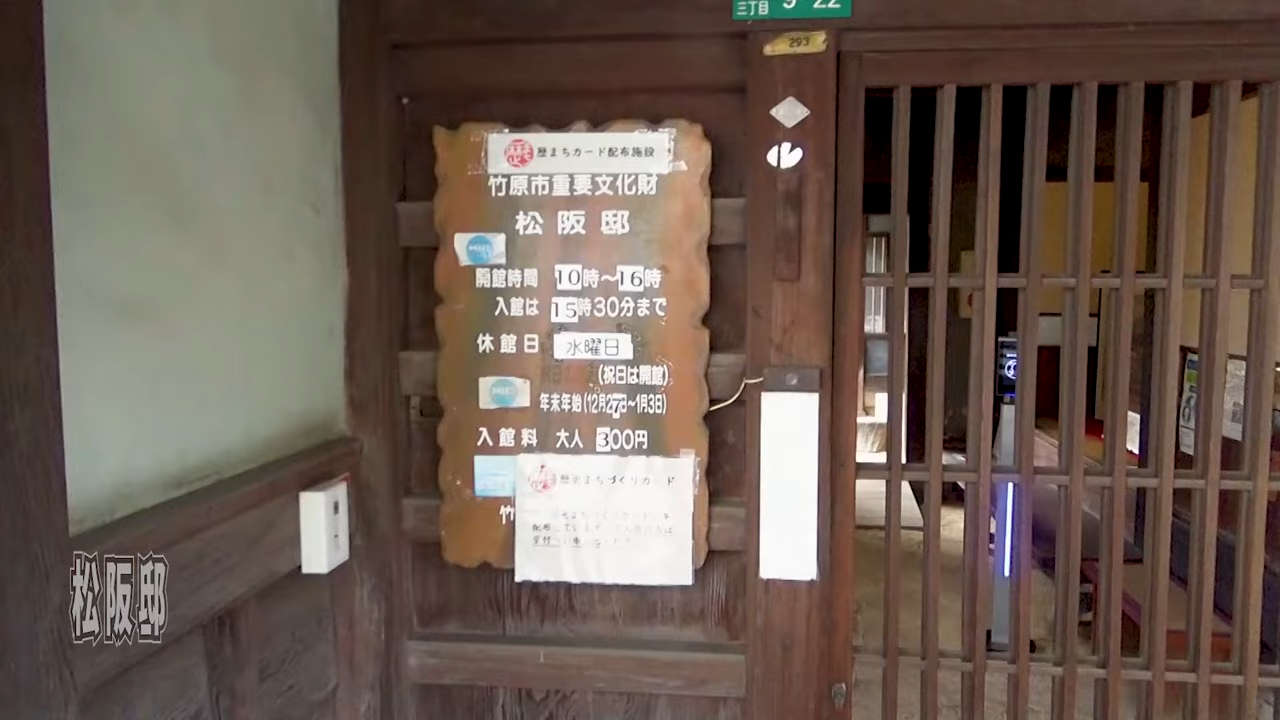 三丁目 9-22
293
歴まちカード配布施設
竹原市重要文化財
松阪邸
開館時間 10時～16時
入館は 15時30分まで
休館日 水曜日
(祝日は開館)
年末年始(12月27日～1月3日)
入館料 大人 300円
歴史まちづくりカード
竹
松阪邸